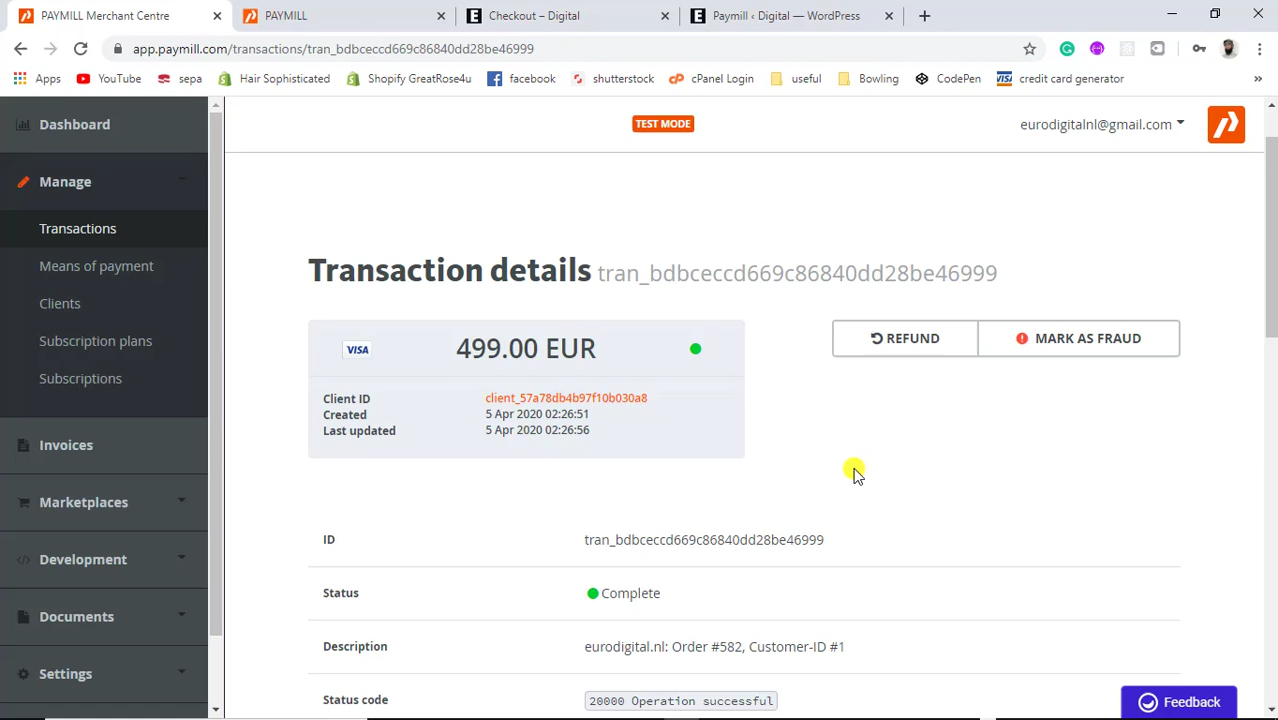 PAYMILL Merchant Centre
PAYMILL
Checkout – Digital
Paymill ‹ Digital — WordPress
app.paymill.com/transactions/tran_bdbceccd669c86840dd28be46999
Apps YouTube sepa Hair Sophisticated Shopify GreatRos4u facebook shutterstock cPanel Login useful Bowling CodePen credit card generator »
Dashboard
TEST MODE
eurodigitalnl@gmail.com
Manage
Transactions
Means of payment
Clients
Subscription plans
Subscriptions
Invoices
Marketplaces
Development
Documents
Settings
Transaction details tran_bdbceccd669c86840dd28be46999
VISA 499.00 EUR
REFUND
MARK AS FRAUD
Client ID client_57a78db4b97f10b030a8
Created 5 Apr 2020 02:26:51
Last updated 5 Apr 2020 02:26:56
ID tran_bdbceccd669c86840dd28be46999
Status Complete
Description eurodigital.nl: Order #582, Customer-ID #1
Status code 20000 Operation successful
Feedback